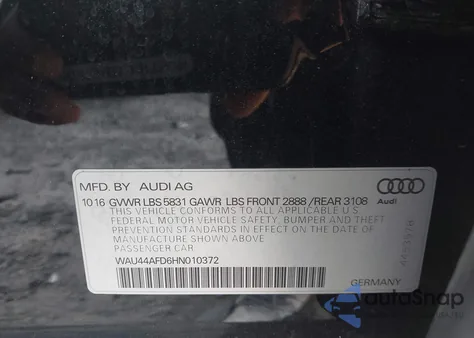 MFD. BY AUDI AG
Audi
10 16 GVWR LBS 5831 GAWR LBS FRONT 2888 / REAR 3108
THIS VEHICLE CONFORMS TO ALL APPLICABLE U.S.
FEDERAL MOTOR VEHICLE SAFETY, BUMPER AND THEFT
PREVENTION STANDARDS IN EFFECT ON THE DATE OF
MANUFACTURE SHOWN ABOVE
PASSENGER CAR
WAU44AFD6HN010372
GERMANY
autoSnap